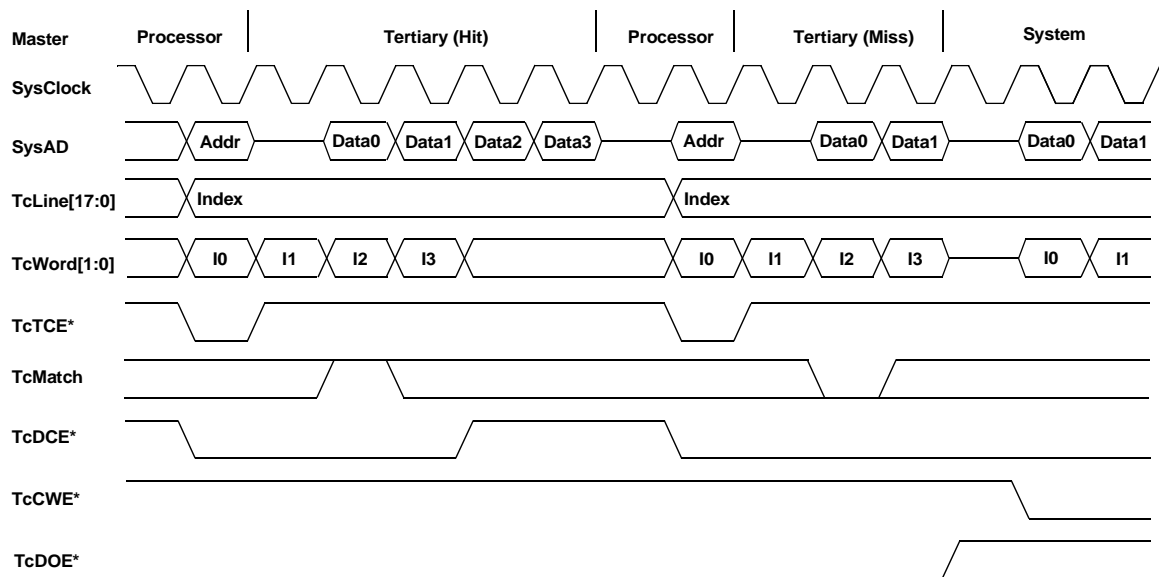 Master Processor Tertiary (Hit) Processor Tertiary (Miss) System
SysClock
SysAD Addr Data0 Data1 Data2 Data3 Addr Data0 Data1 Data0 Data1
TcLine[17:0] Index Index
TcWord[1:0] I0 I1 I2 I3 I0 I1 I2 I3 I0 I1
TcTCE*
TcMatch
TcDCE*
TcCWE*
TcDOE*